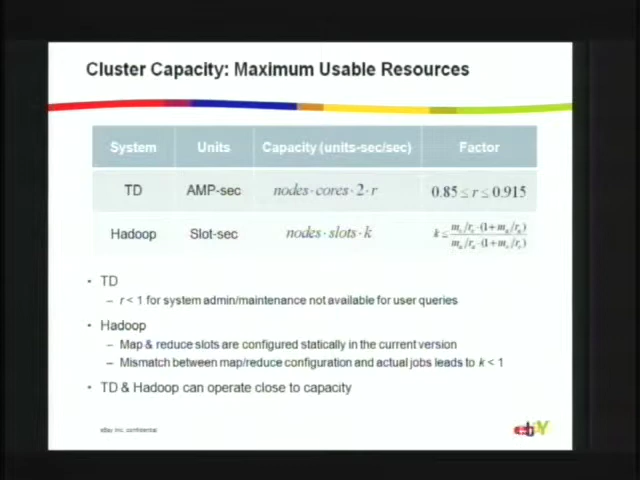 Cluster Capacity: Maximum Usable Resources
System Units Capacity (units-sec/sec) Factor
TD AMP-sec nodes·cores·2·r 0.85 ≤ r ≤ 0.915
Hadoop Slot-sec nodes·slots·k k ≤
• TD
– r < 1 for system admin/maintenance not available for user queries
• Hadoop
– Map & reduce slots are configured statically in the current version
– Mismatch between map/reduce configuration and actual jobs leads to k < 1
• TD & Hadoop can operate close to capacity
eBay Inc. confidential
ebY